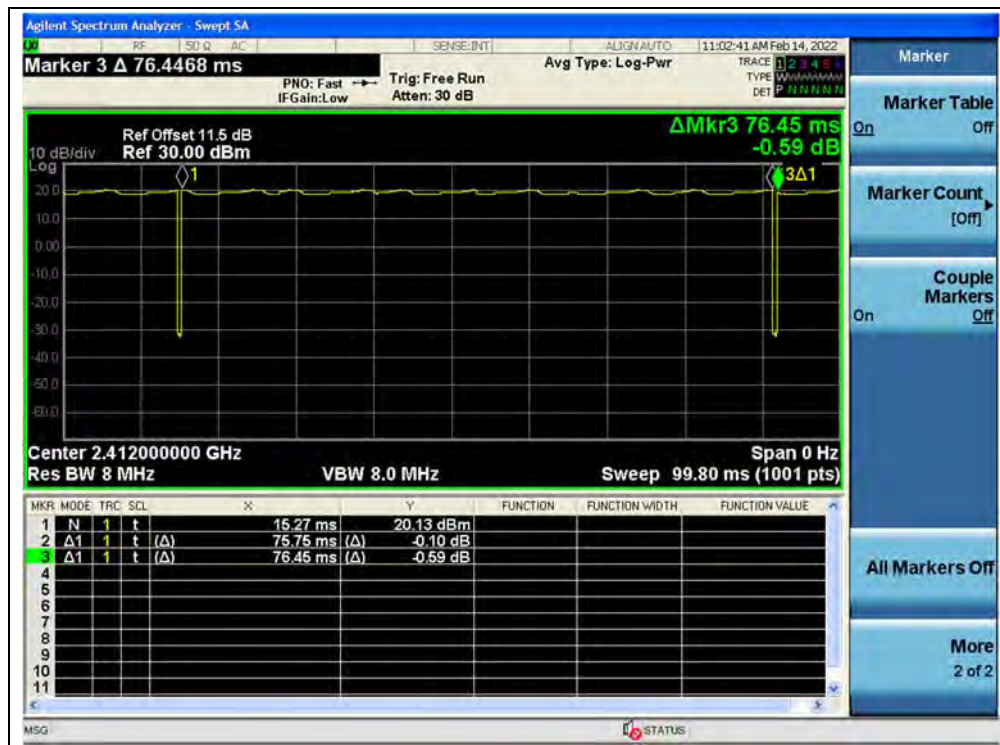 Agilent Spectrum Analyzer - Swept SA
RF 50 Ω AC SENSE:INT ALIGN AUTO 11:02:41 AM Feb 14, 2022
Marker 3 Δ 76.4468 ms
PNO: Fast
IFGain:Low
Trig: Free Run
Atten: 30 dB
Avg Type: Log-Pwr
TRACE 1 2 3 4 5 6
TYPE
DET P N N N N N
Ref Offset 11.5 dB
10 dB/div Ref 30.00 dBm
Log
ΔMkr3 76.45 ms
-0.59 dB
1
3Δ1
20.0
10.0
0.00
-10.0
-20.0
-30.0
-40.0
-50.0
-60.0
Center 2.412000000 GHz Span 0 Hz
Res BW 8 MHz VBW 8.0 MHz Sweep 99.80 ms (1001 pts)
MKR MODE TRC SCL X Y FUNCTION FUNCTION WIDTH FUNCTION VALUE
1 N 1 t 15.27 ms 20.13 dBm
2 Δ1 1 t (Δ) 75.75 ms (Δ) -0.10 dB
3 Δ1 1 t (Δ) 76.45 ms (Δ) -0.59 dB
4
5
6
7
8
9
10
11
MSG STATUS
Marker
Marker Table
On Off
Marker Count
[Off]
Couple
Markers
On Off
All Markers Off
More
2 of 2